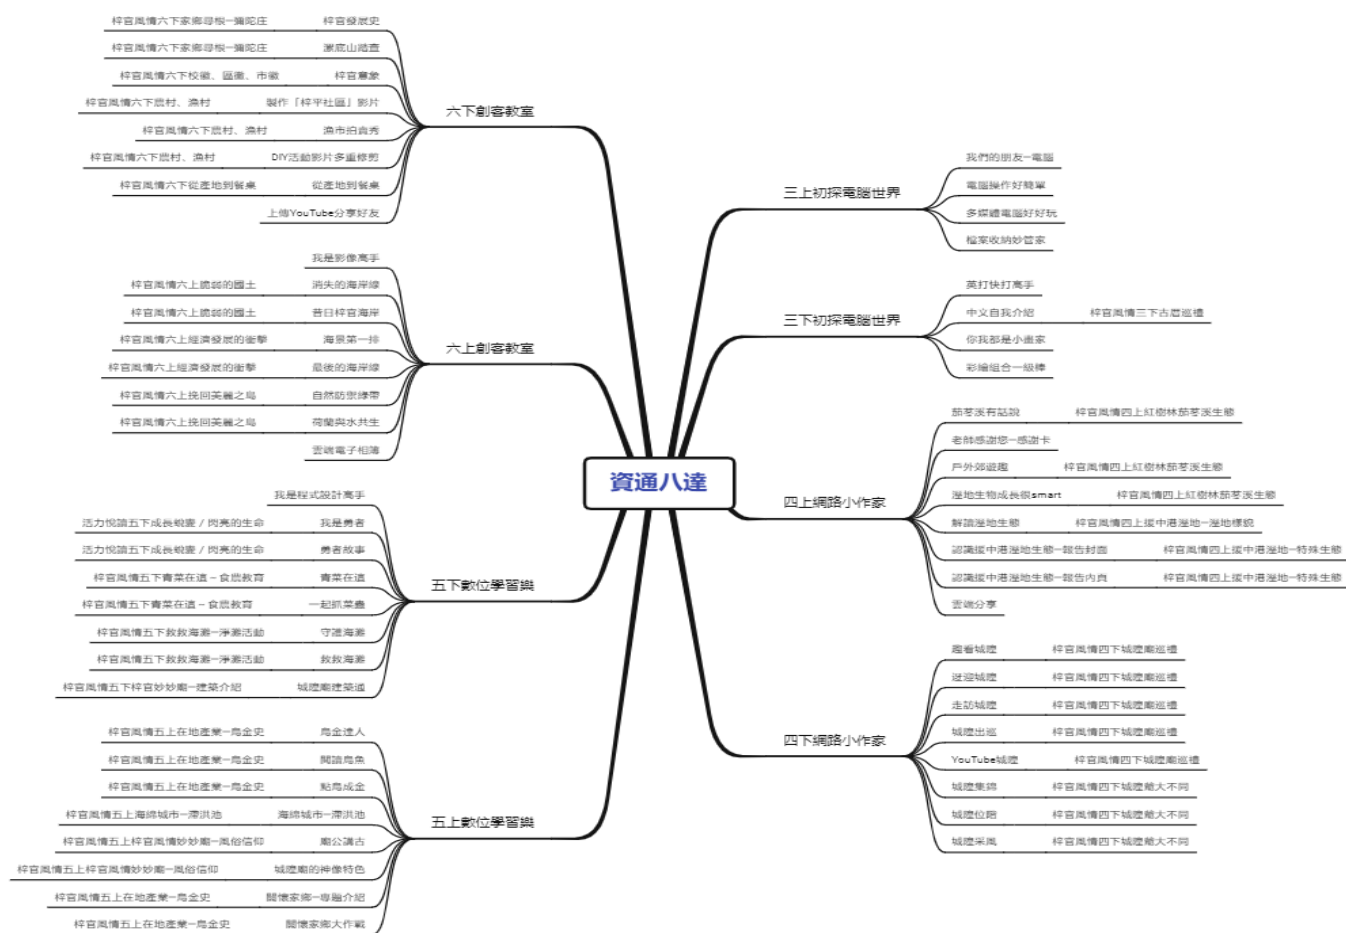 資通八達
三上初探電腦世界
我們的朋友–電腦
電腦操作好簡單
多媒體電腦好好玩
檔案收納妙管家
三下初探電腦世界
英打快打高手
中文自我介紹 梓官風情三下古厝巡禮
你我都是小畫家
彩繪組合一級棒
四上網路小作家
茄苳溪有話說 梓官風情四上紅樹林茄苳溪生態
老師感謝您–感謝卡
戶外郊遊趣 梓官風情四上紅樹林茄苳溪生態
溼地生物成長很smart 梓官風情四上紅樹林茄苳溪生態
解讀溼地生態 梓官風情四上援中港溼地–溼地樣貌
認識援中港溼地生態–報告封面 梓官風情四上援中港溼地–特殊生態
認識援中港溼地生態–報告內頁 梓官風情四上援中港溼地–特殊生態
雲端分享
四下網路小作家
趣看城隍 梓官風情四下城隍廟巡禮
逆迎城隍 梓官風情四下城隍廟巡禮
走訪城隍 梓官風情四下城隍廟巡禮
城隍出巡 梓官風情四下城隍廟巡禮
YouTube城隍 梓官風情四下城隍廟巡禮
城隍集錦 梓官風情四下城隍爺大不同
城隍位階 梓官風情四下城隍爺大不同
城隍采風 梓官風情四下城隍爺大不同
五上數位學習樂
梓官風情五上在地產業–烏金史 烏金達人
梓官風情五上在地產業–烏金史 閱讀烏魚
梓官風情五上在地產業–烏金史 點烏成金
梓官風情五上海綿城市–滯洪池 海綿城市–滯洪池
梓官風情五上梓官風情妙妙廟–風俗信仰 廟公講古
梓官風情五上梓官風情妙妙廟–風俗信仰 城隍廟的神像特色
梓官風情五上在地產業–烏金史 關懷家鄉–專題介紹
梓官風情五上在地產業–烏金史 關懷家鄉大作戰
五下數位學習樂
我是程式設計高手
活力悅讀五下成長蛻變/閃亮的生命 我是勇者
活力悅讀五下成長蛻變/閃亮的生命 勇者故事
梓官風情五下青菜在這–食農教育 青菜在這
梓官風情五下青菜在這–食農教育 一起抓菜蟲
梓官風情五下救救海灘–淨灘活動 守護海灘
梓官風情五下救救海灘–淨灘活動 救救海灘
梓官風情五下梓官妙妙廟–建築介紹 城隍廟建築通
六上創客教室
我是影像高手
梓官風情六上脆弱的國土 消失的海岸線
梓官風情六上脆弱的國土 昔日梓官海岸
梓官風情六上經濟發展的衝擊 海景第一排
梓官風情六上經濟發展的衝擊 最後的海岸線
梓官風情六上挽回美麗之島 自然防禦綠帶
梓官風情六上挽回美麗之島 荷蘭與水共生
雲端電子相簿
六下創客教室
梓官風情六下家鄉尋根–彌陀庄 梓官發展史
梓官風情六下家鄉尋根–彌陀庄 漯底山踏查
梓官風情六下校徽、區徽、市徽 梓官意象
梓官風情六下農村、漁村 製作「梓平社區」影片
梓官風情六下農村、漁村 漁市拍賣秀
梓官風情六下農村、漁村 DIY活動影片多重修剪
梓官風情六下從產地到餐桌 從產地到餐桌
上傳YouTube分享好友